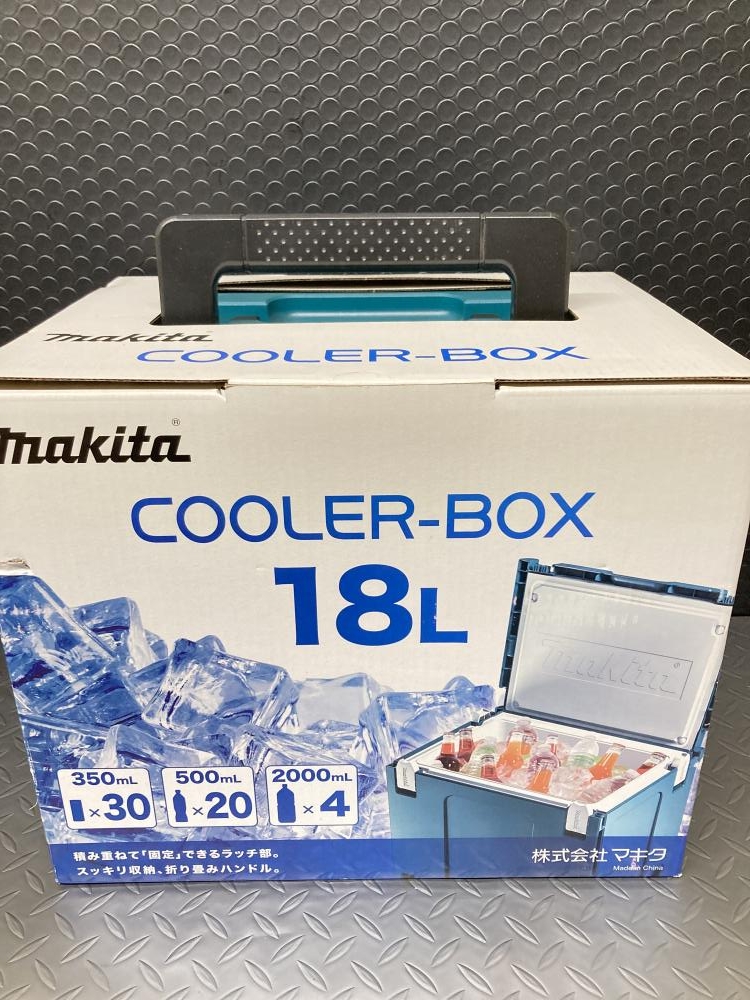 makita
COOLER-BOX
makita®
COOLER-BOX
18L
makita®
350mL
×30
500mL
×20
2000mL
×4
積み重ねて「固定」できるラッチ部。
スッキリ収納、折り畳みハンドル。
株式会社 マキタ
Made in China